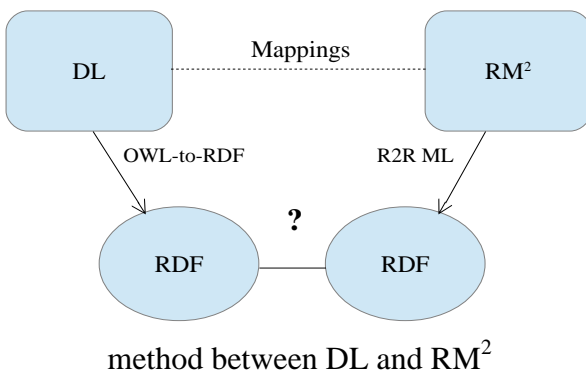 Mappings
DL
RM²
OWL-to-RDF
R2R ML
?
RDF
RDF
method between DL and RM²